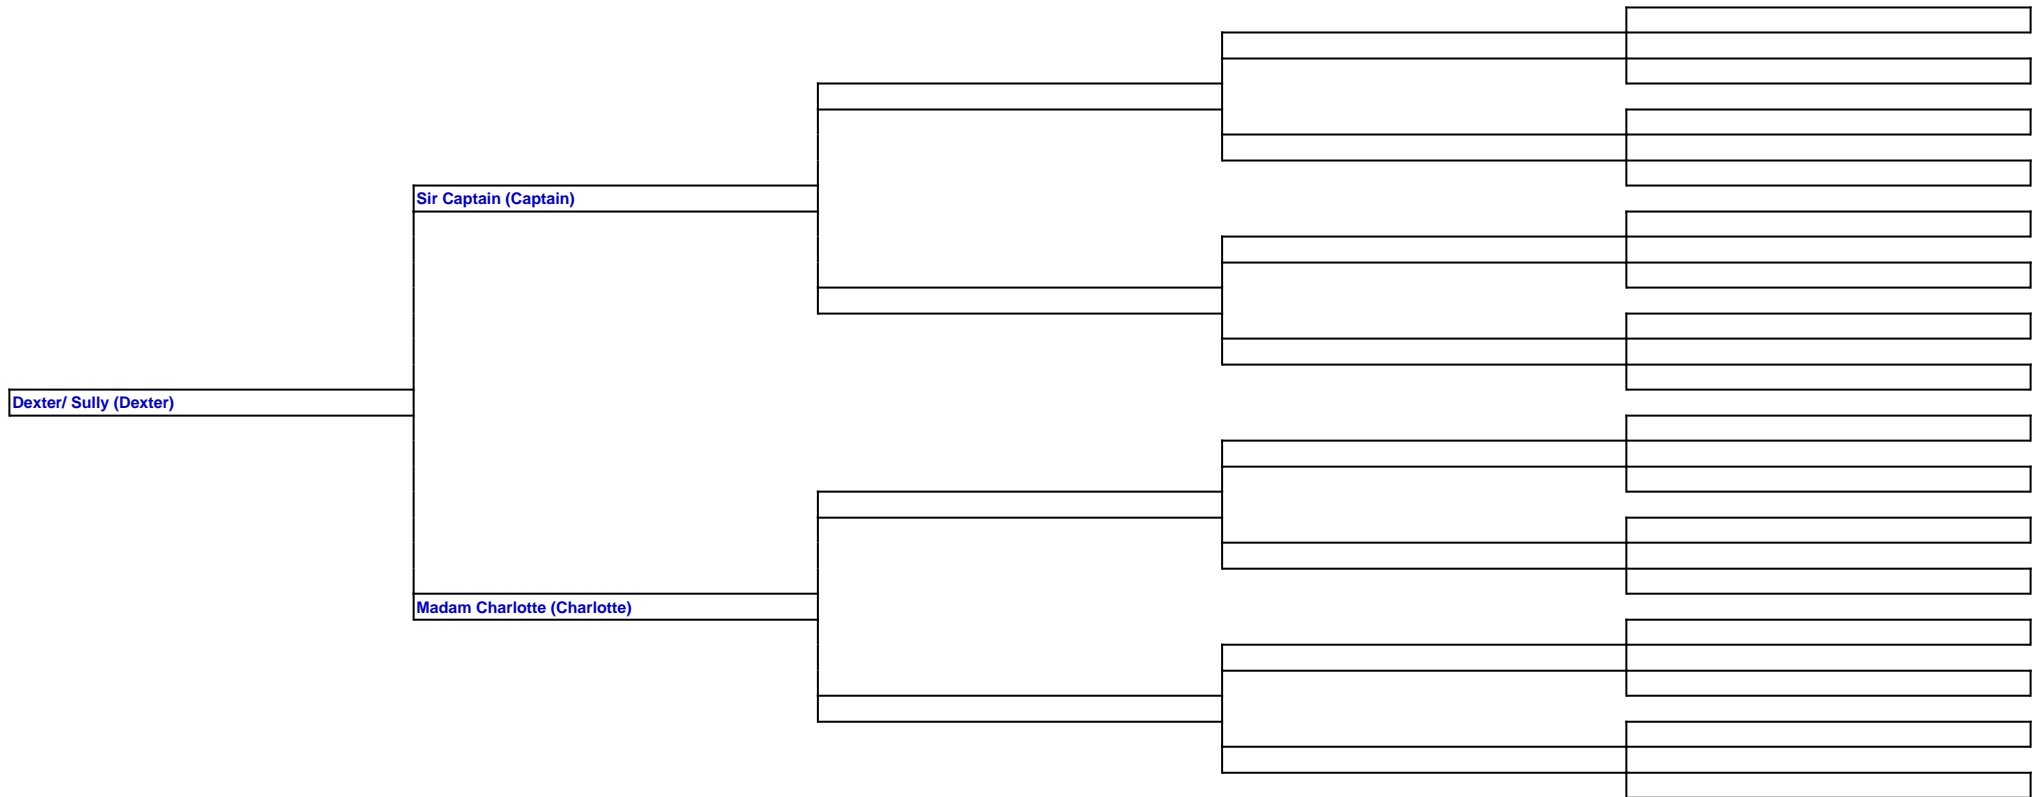 Sir Captain (Captain)
Dexter/ Sully (Dexter)
Madam Charlotte (Charlotte)